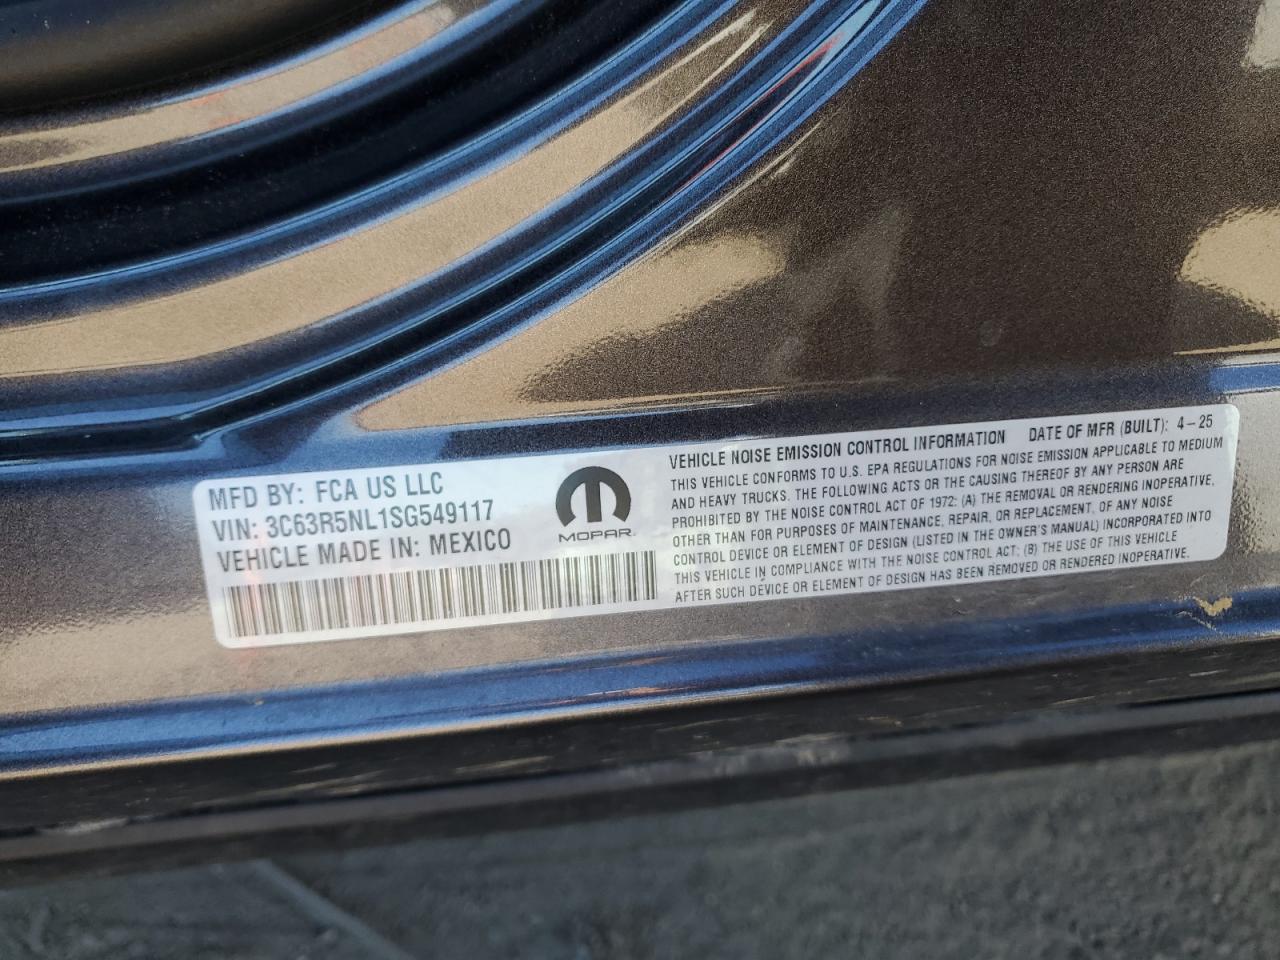 MFD BY: FCA US LLC
VIN: 3C63R5NL1SG549117
VEHICLE MADE IN: MEXICO
MOPAR.
VEHICLE NOISE EMISSION CONTROL INFORMATION DATE OF MFR (BUILT): 4-25
THIS VEHICLE CONFORMS TO U.S. EPA REGULATIONS FOR NOISE EMISSION APPLICABLE TO MEDIUM
AND HEAVY TRUCKS. THE FOLLOWING ACTS OR THE CAUSING THEREOF BY ANY PERSON ARE
PROHIBITED BY THE NOISE CONTROL ACT OF 1972: (A) THE REMOVAL OR RENDERING INOPERATIVE,
OTHER THAN FOR PURPOSES OF MAINTENANCE, REPAIR, OR REPLACEMENT, OF ANY NOISE
CONTROL DEVICE OR ELEMENT OF DESIGN (LISTED IN THE OWNER'S MANUAL) INCORPORATED INTO
THIS VEHICLE IN COMPLIANCE WITH THE NOISE CONTROL ACT; (B) THE USE OF THIS VEHICLE
AFTER SUCH DEVICE OR ELEMENT OF DESIGN HAS BEEN REMOVED OR RENDERED INOPERATIVE.